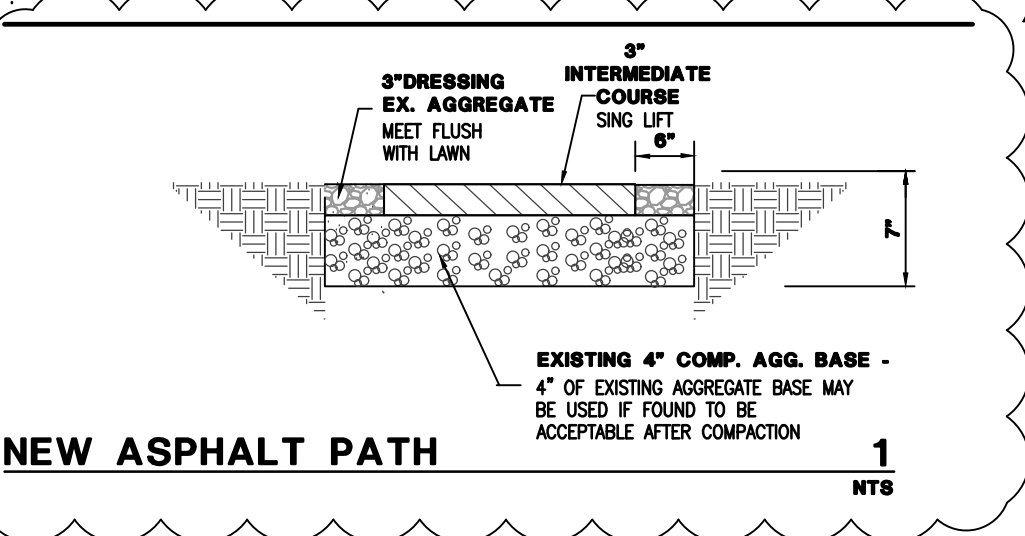 3"DRESSING
EX. AGGREGATE
MEET FLUSH
WITH LAWN
3"
INTERMEDIATE
COURSE
SING LIFT
6"
7"
EXISTING 4" COMP. AGG. BASE -
4" OF EXISTING AGGREGATE BASE MAY
BE USED IF FOUND TO BE
ACCEPTABLE AFTER COMPACTION
NEW ASPHALT PATH
1
NTS